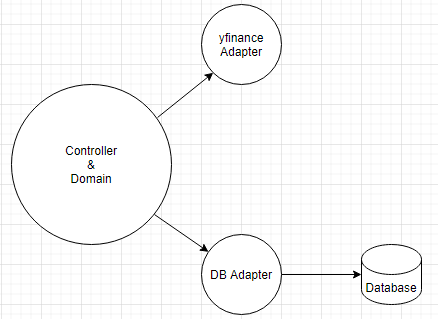 yfinance
Adapter
Controller
&
Domain
DB Adapter
Database